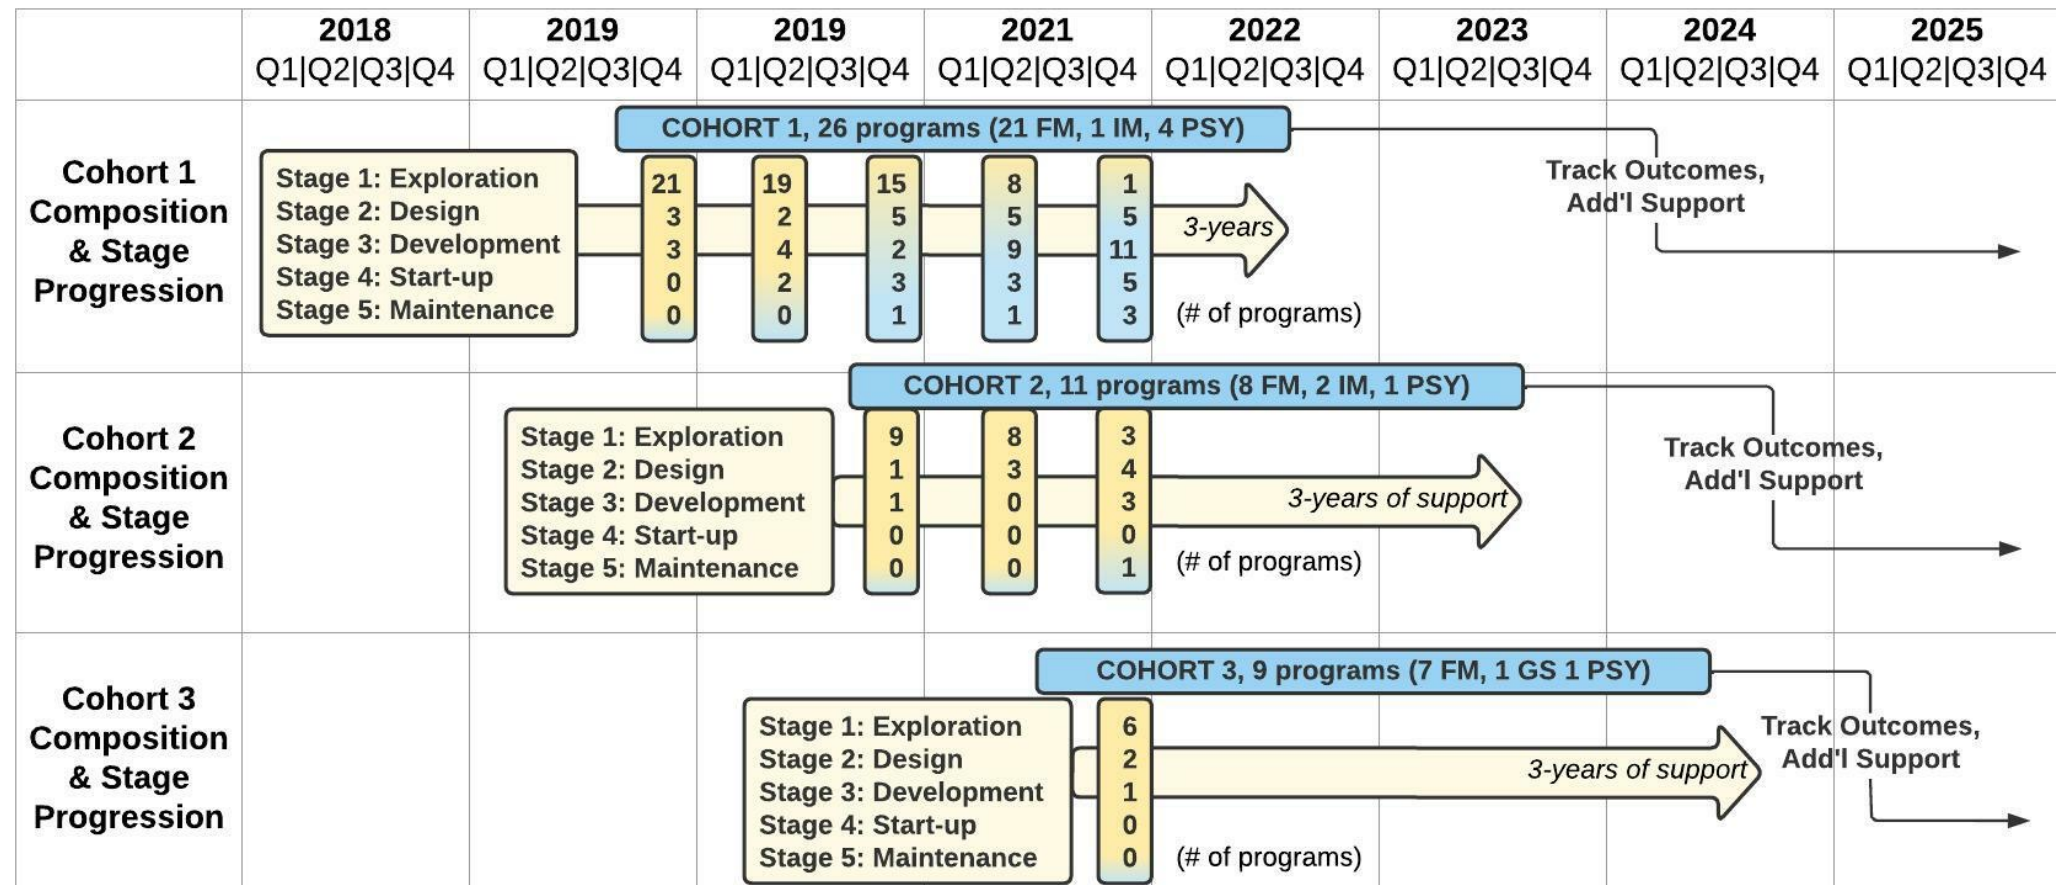 2018 2019 2019 2021 2022 2023 2024 2025
Q1|Q2|Q3|Q4 Q1|Q2|Q3|Q4 Q1|Q2|Q3|Q4 Q1|Q2|Q3|Q4 Q1|Q2|Q3|Q4 Q1|Q2|Q3|Q4 Q1|Q2|Q3|Q4 Q1|Q2|Q3|Q4
Cohort 1
Composition
& Stage
Progression
COHORT 1, 26 programs (21 FM, 1 IM, 4 PSY)
Stage 1: Exploration 21 19 15 8 1
Stage 2: Design 3 2 5 5 5
Stage 3: Development 3 4 2 9 11
Stage 4: Start-up 0 2 3 3 5
Stage 5: Maintenance 0 0 1 1 3
3-years
(# of programs)
Track Outcomes,
Add'l Support
Cohort 2
Composition
& Stage
Progression
COHORT 2, 11 programs (8 FM, 2 IM, 1 PSY)
Stage 1: Exploration 9 8 3
Stage 2: Design 1 3 4
Stage 3: Development 1 0 3
Stage 4: Start-up 0 0 0
Stage 5: Maintenance 0 0 1
3-years of support
(# of programs)
Track Outcomes,
Add'l Support
Cohort 3
Composition
& Stage
Progression
COHORT 3, 9 programs (7 FM, 1 GS 1 PSY)
Stage 1: Exploration 6
Stage 2: Design 2
Stage 3: Development 1
Stage 4: Start-up 0
Stage 5: Maintenance 0
3-years of support
(# of programs)
Track Outcomes,
Add'l Support